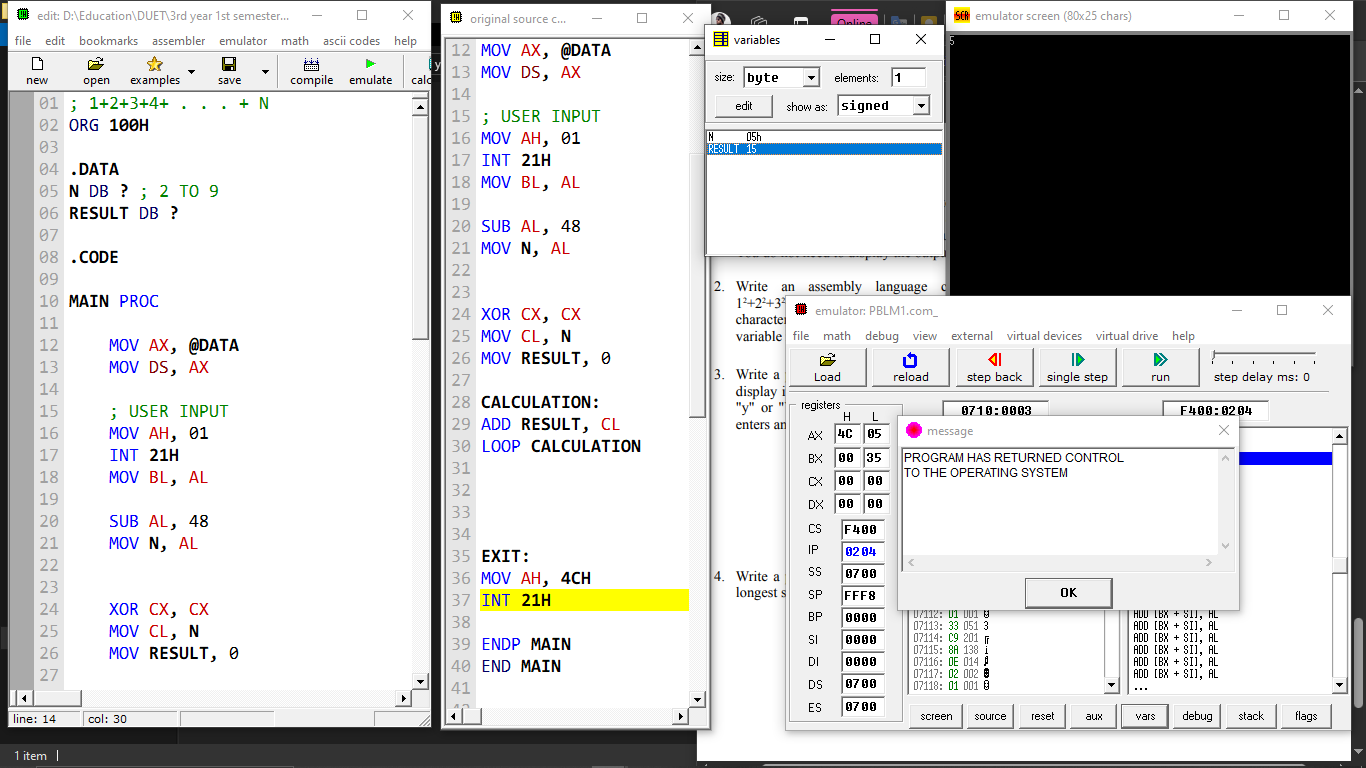 edit: D:\Education\DUET\3rd year 1st semester...
file edit bookmarks assembler emulator math ascii codes help
new open examples save compile emulate calc
01 ; 1+2+3+4+ . . . + N
02 ORG 100H
03
04 .DATA
05 N DB ? ; 2 TO 9
06 RESULT DB ?
07
08 .CODE
09
10 MAIN PROC
11
12 MOV AX, @DATA
13 MOV DS, AX
14
15 ; USER INPUT
16 MOV AH, 01
17 INT 21H
18 MOV BL, AL
19
20 SUB AL, 48
21 MOV N, AL
22
23
24 XOR CX, CX
25 MOV CL, N
26 MOV RESULT, 0
27
line: 14 col: 30
1 item
original source c...
12 MOV AX, @DATA
13 MOV DS, AX
14
15 ; USER INPUT
16 MOV AH, 01
17 INT 21H
18 MOV BL, AL
19
20 SUB AL, 48
21 MOV N, AL
22
23
24 XOR CX, CX
25 MOV CL, N
26 MOV RESULT, 0
27
28 CALCULATION:
29 ADD RESULT, CL
30 LOOP CALCULATION
31
32
33
34
35 EXIT:
36 MOV AH, 4CH
37 INT 21H
38
39 ENDP MAIN
40 END MAIN
41
variables
size: byte elements: 1
edit show as: signed
N 05h
RESULT 15
Online
emulator screen (80x25 chars)
5
2. Write an assembly language
1²+2²+3²
character
variable
3. Write a
display i
"y" or "
enters an
4. Write a
longest s
emulator: PBLM1.com_
file math debug view external virtual devices virtual drive help
Load reload step back single step run step delay ms: 0
registers
0710:0003 F400:0204
H L
AX 4C 05
BX 00 35
CX 00 00
DX 00 00
CS F400
IP 0204
SS 0700
SP FFF8
BP 0000
SI 0000
DI 0000
DS 0700
ES 0700
message
PROGRAM HAS RETURNED CONTROL
TO THE OPERATING SYSTEM
OK
07112: 01 001
07113: 33 051 3
07114: C9 201
07115: 8A 138
07116: 0E 014
07117: 02 002
07118: 01 001
ADD [BX + SI], AL
ADD [BX + SI], AL
ADD [BX + SI], AL
ADD [BX + SI], AL
ADD [BX + SI], AL
ADD [BX + SI], AL
...
screen source reset aux vars debug stack flags